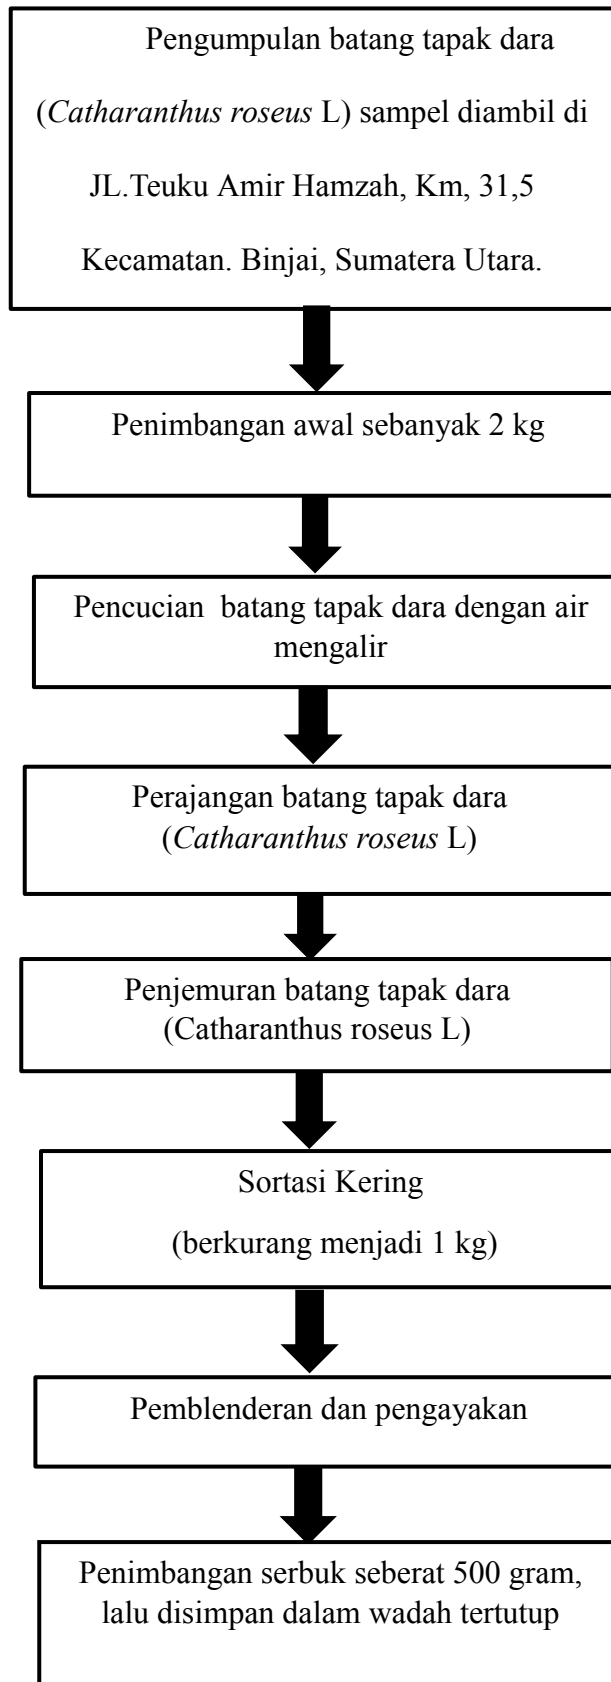 Pengumpulan batang tapak dara
(Catharanthus roseus L) sampel diambil di
JL.Teuku Amir Hamzah, Km, 31,5
Kecamatan. Binjai, Sumatera Utara.
Penimbangan awal sebanyak 2 kg
Pencucian batang tapak dara dengan air
mengalir
Perajangan batang tapak dara
(Catharanthus roseus L)
Penjemuran batang tapak dara
(Catharanthus roseus L)
Sortasi Kering
(berkurang menjadi 1 kg)
Pemblenderan dan pengayakan
Penimbangan serbuk seberat 500 gram,
lalu disimpan dalam wadah tertutup